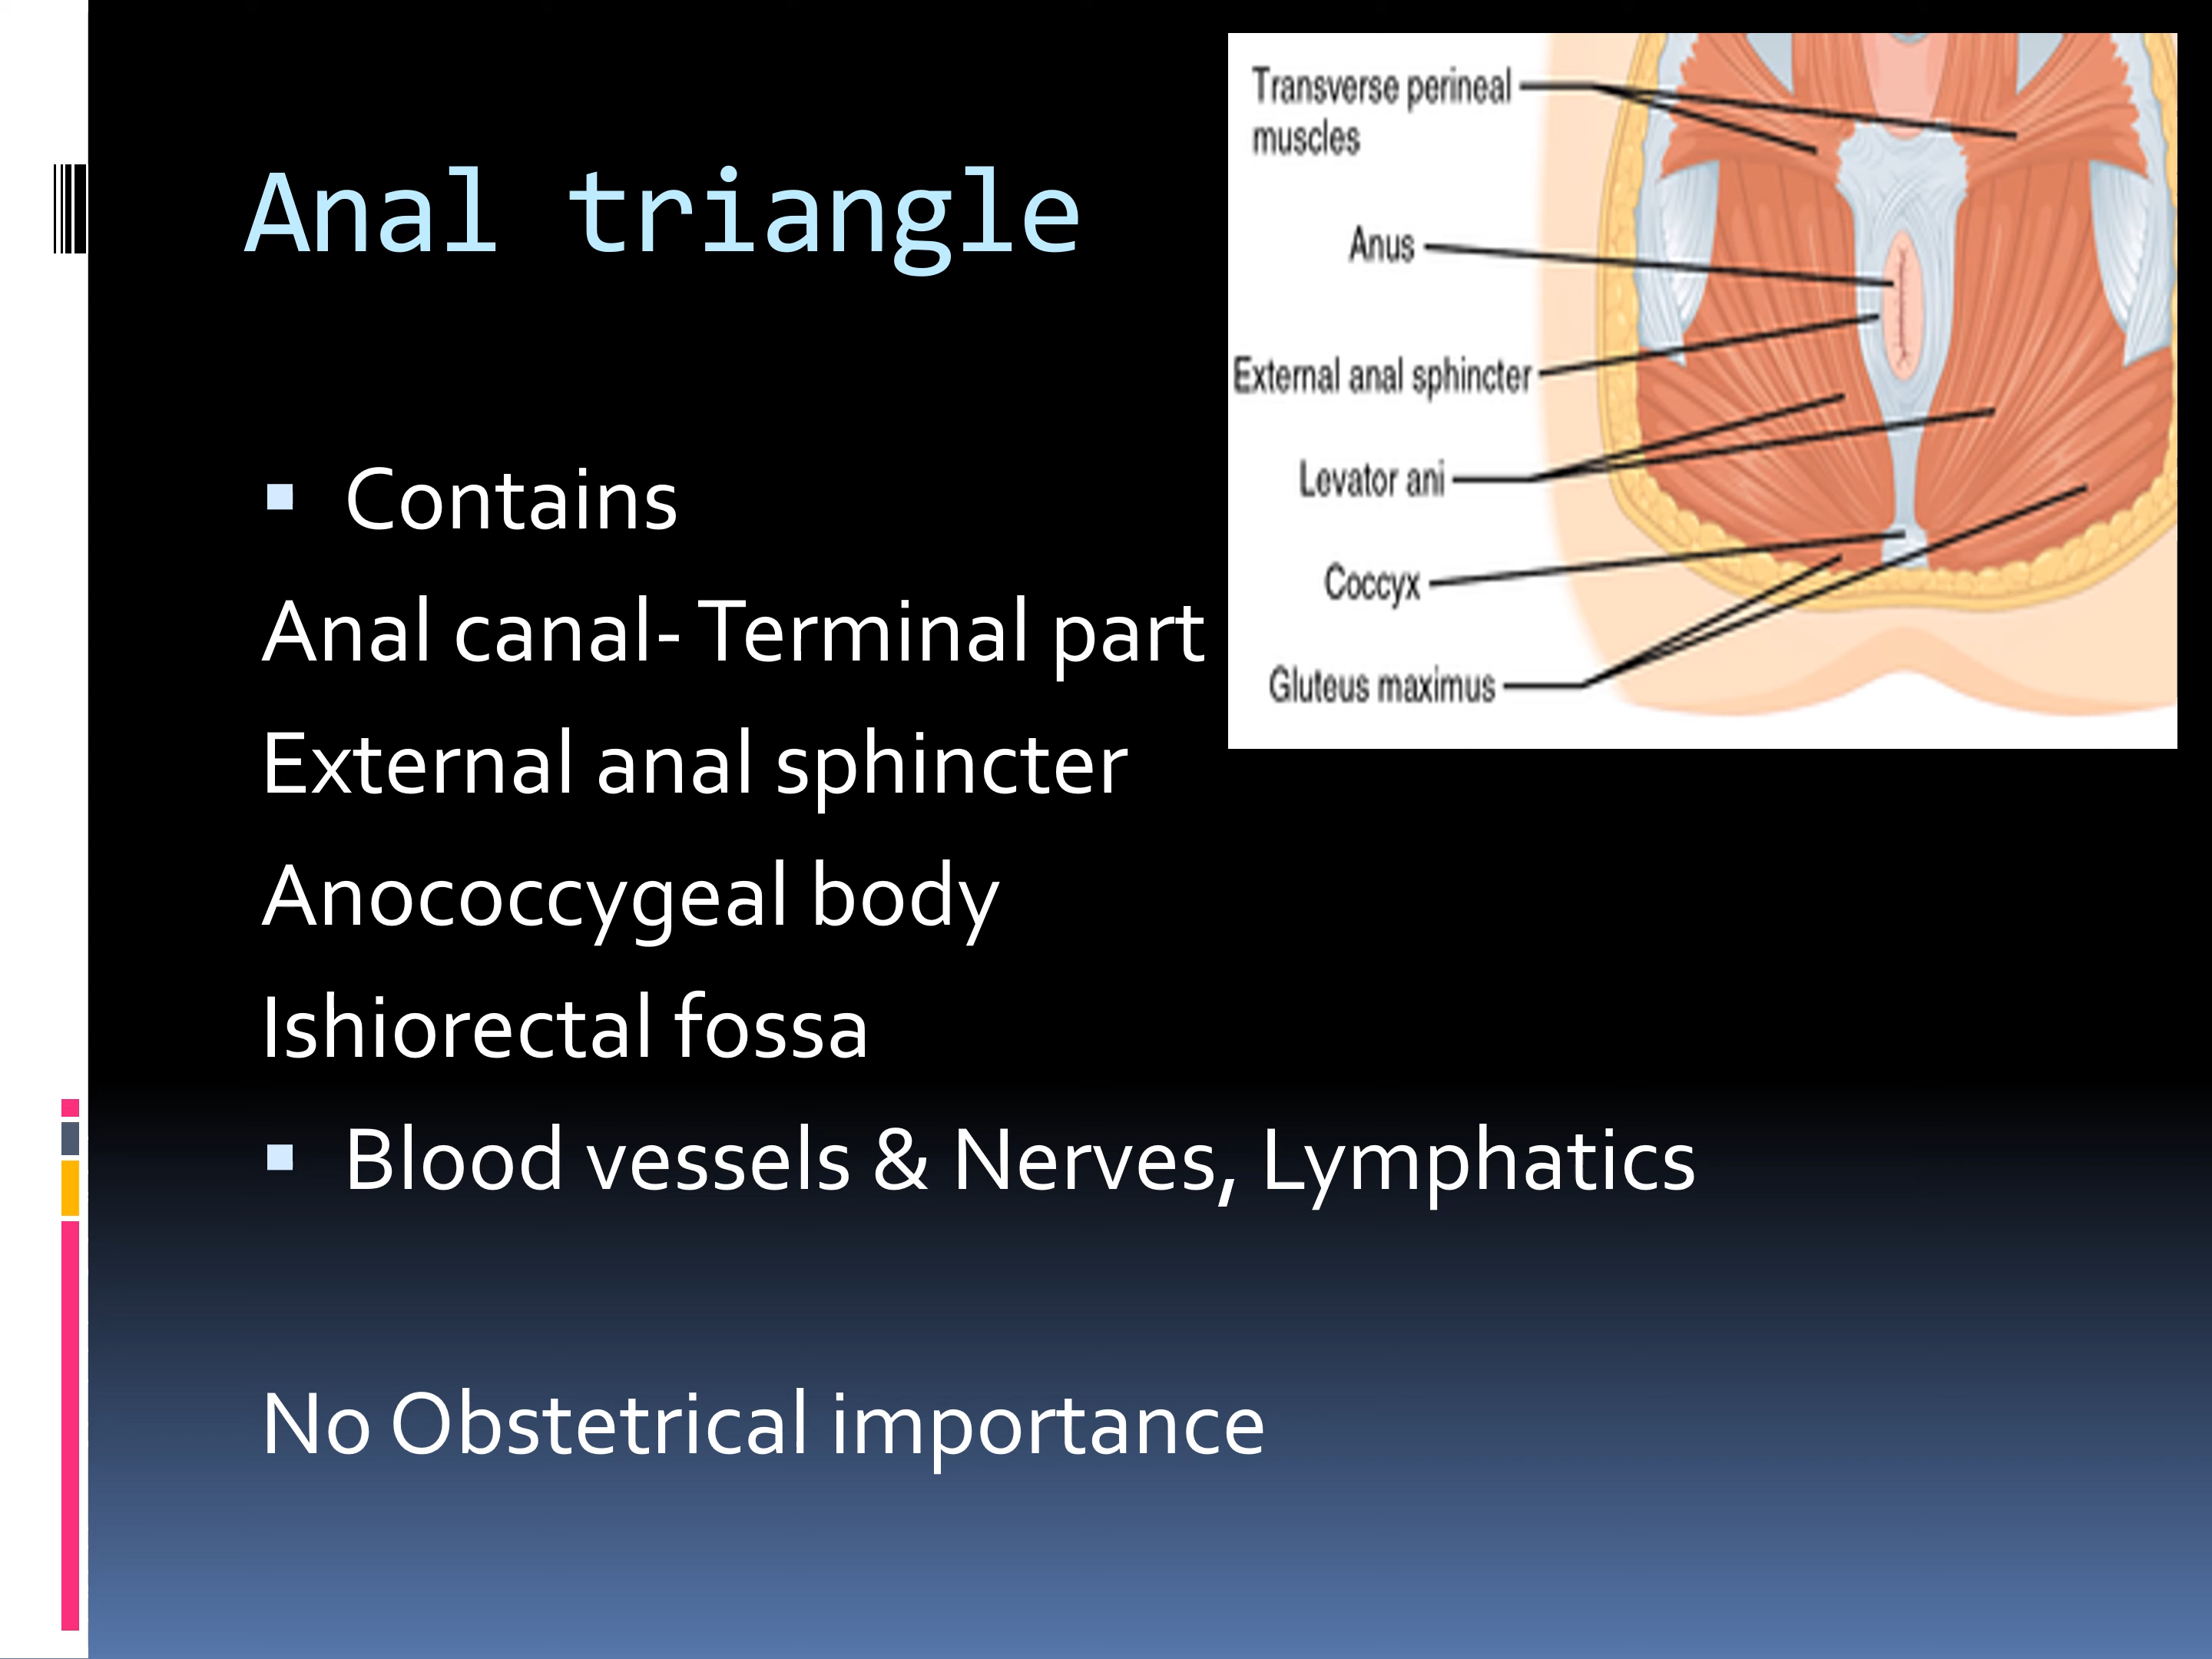 Anal triangle
Contains
Anal canal- Terminal part
External anal sphincter
Anococcygeal body
Ishiorectal fossa
Blood vessels & Nerves, Lymphatics
No Obstetrical importance
Transverse perineal
muscles
Anus
External anal sphincter
Levator ani
Coccyx
Gluteus maximus